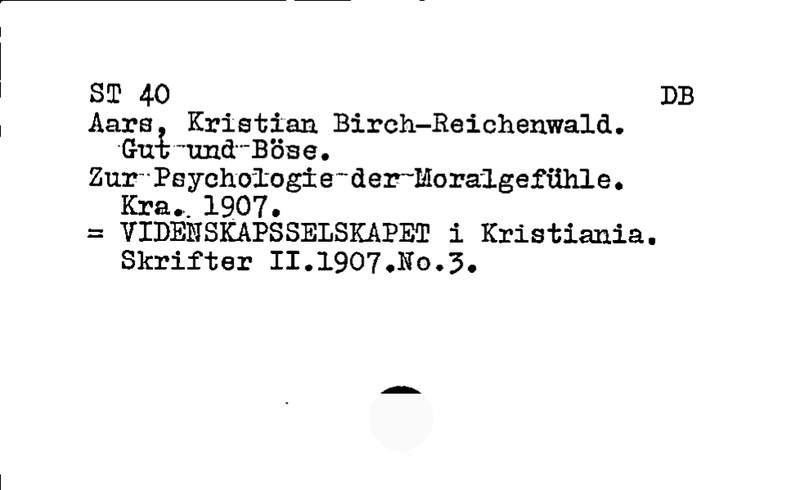 ST 40 DB
Aars, Kristian Birch-Reichenwald.
Gut und Böse.
Zur Psychologie der Moralgefühle.
Kra. 1907.
= VIDENSKAPSSELSKAPET i Kristiania.
Skrifter II.1907.No.3.